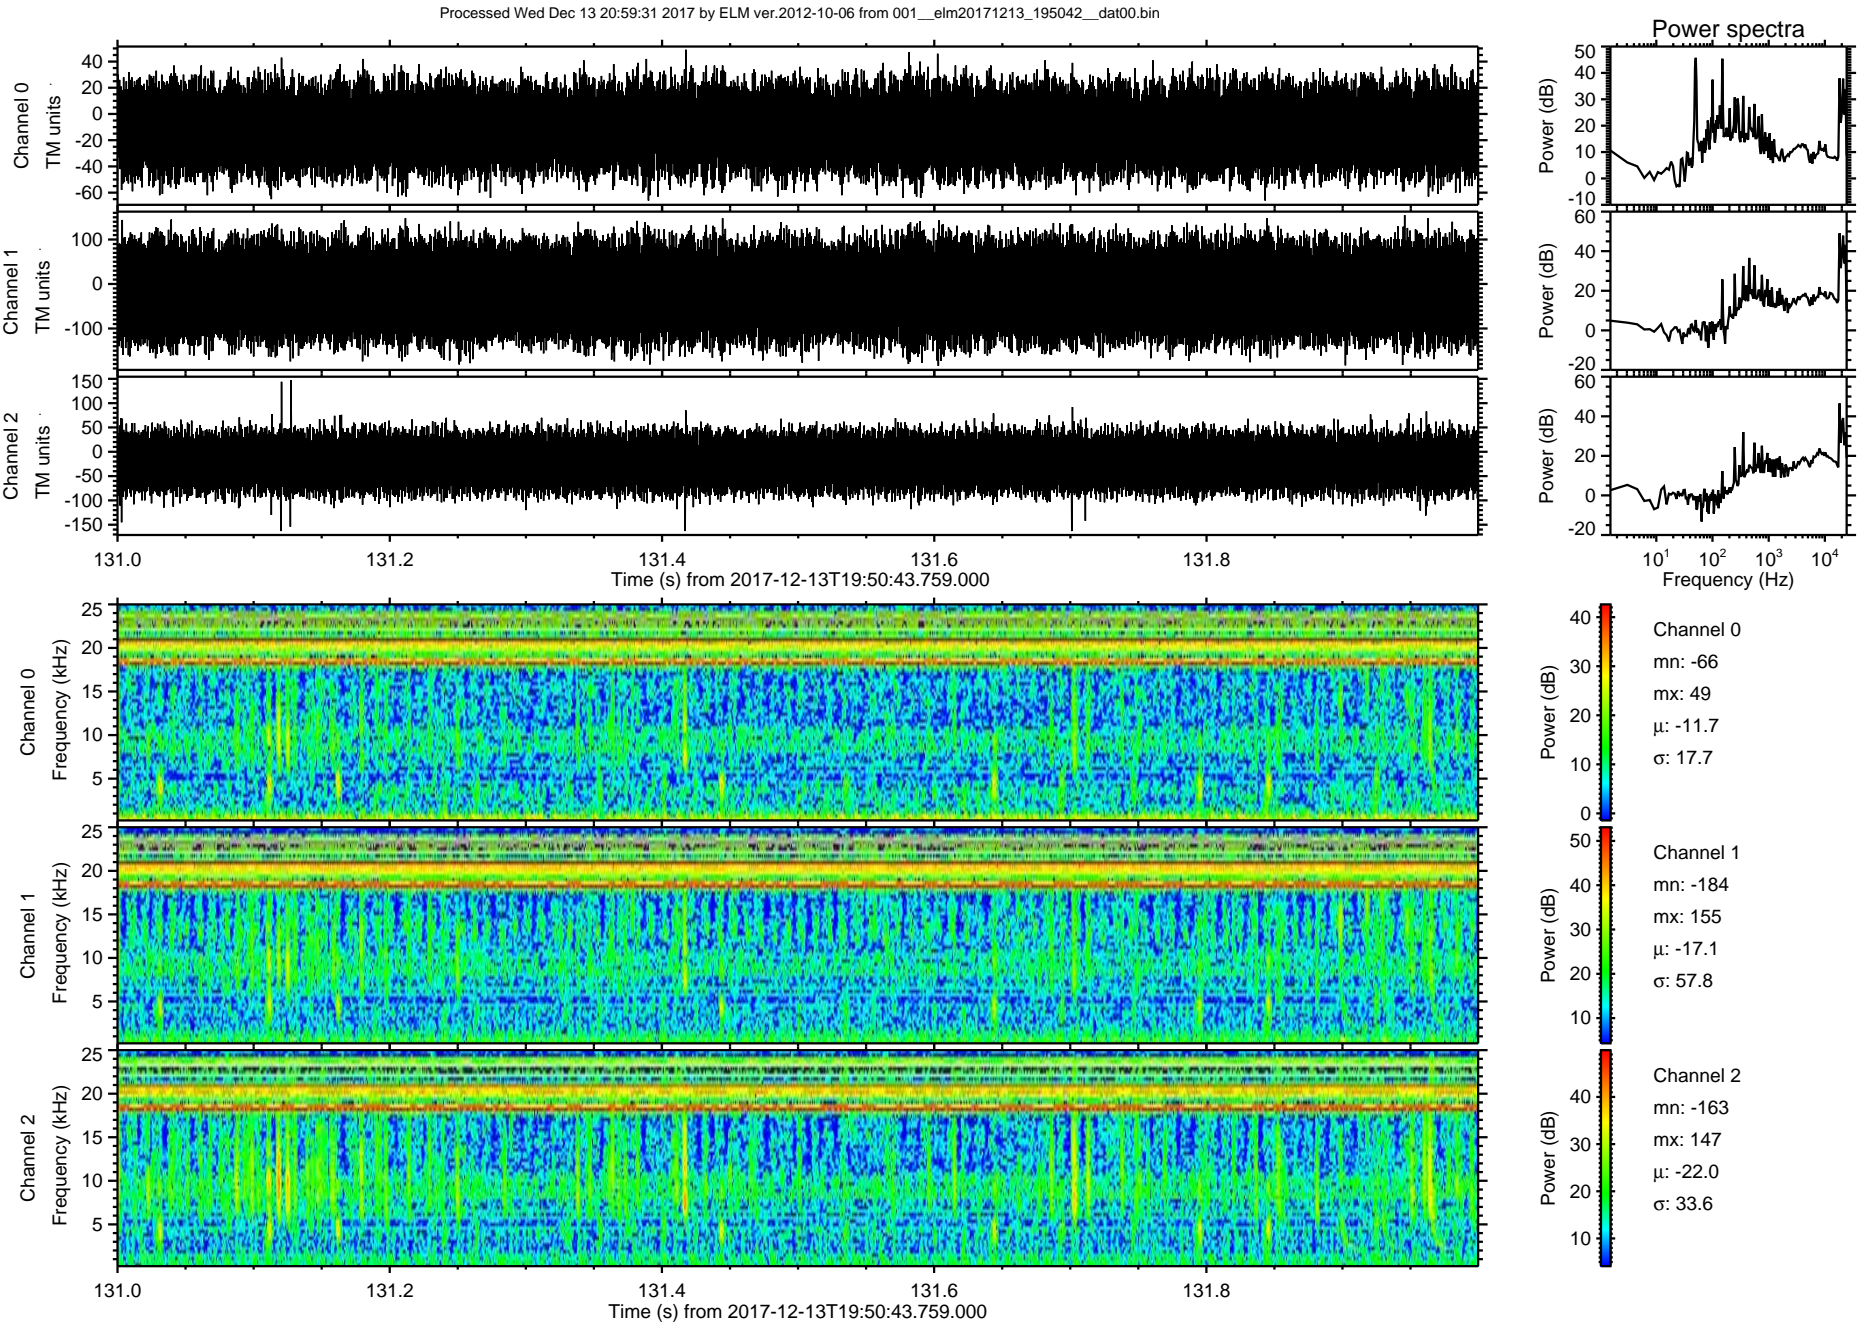 Processed Wed Dec 13 20:59:31 2017 by ELM ver.2012-10-06 from 001__elm20171213_195042__dat00.bin
Power spectra
Channel 0
TM units
40
20
0
-20
-40
-60
Power (dB)
50
40
30
20
10
0
-10
Channel 1
TM units
100
0
-100
Power (dB)
60
40
20
0
-20
Channel 2
TM units
150
100
50
0
-50
-100
-150
Power (dB)
60
40
20
0
-20
131.0 131.2 131.4 131.6 131.8
Time (s) from 2017-12-13T19:50:43.759.000
10^1 10^2 10^3 10^4
Frequency (Hz)
Channel 0
Frequency (kHz)
25
20
15
10
5
Power (dB)
40
30
20
10
0
Channel 0
mn: -66
mx: 49
μ: -11.7
σ: 17.7
Channel 1
Frequency (kHz)
25
20
15
10
5
Power (dB)
50
40
30
20
10
Channel 1
mn: -184
mx: 155
μ: -17.1
σ: 57.8
Channel 2
Frequency (kHz)
25
20
15
10
5
Power (dB)
40
30
20
10
Channel 2
mn: -163
mx: 147
μ: -22.0
σ: 33.6
131.0 131.2 131.4 131.6 131.8
Time (s) from 2017-12-13T19:50:43.759.000